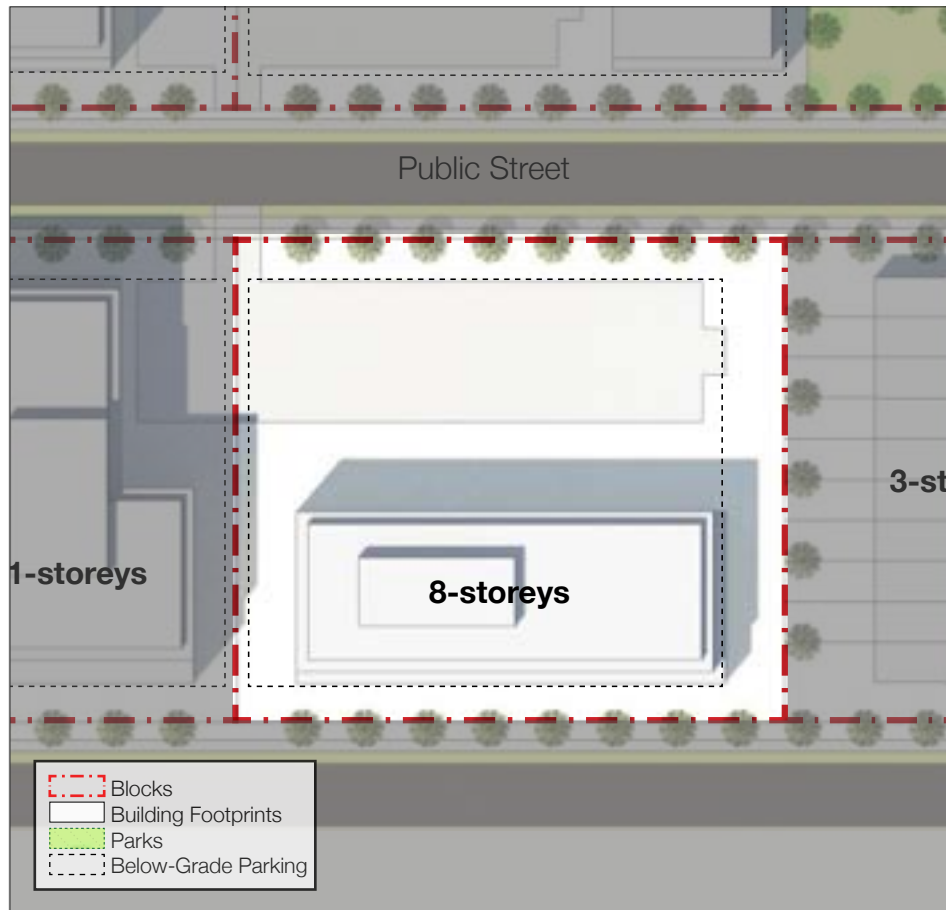 Public Street
3-st
1-storeys
8-storeys
Blocks
Building Footprints
Parks
Below-Grade Parking